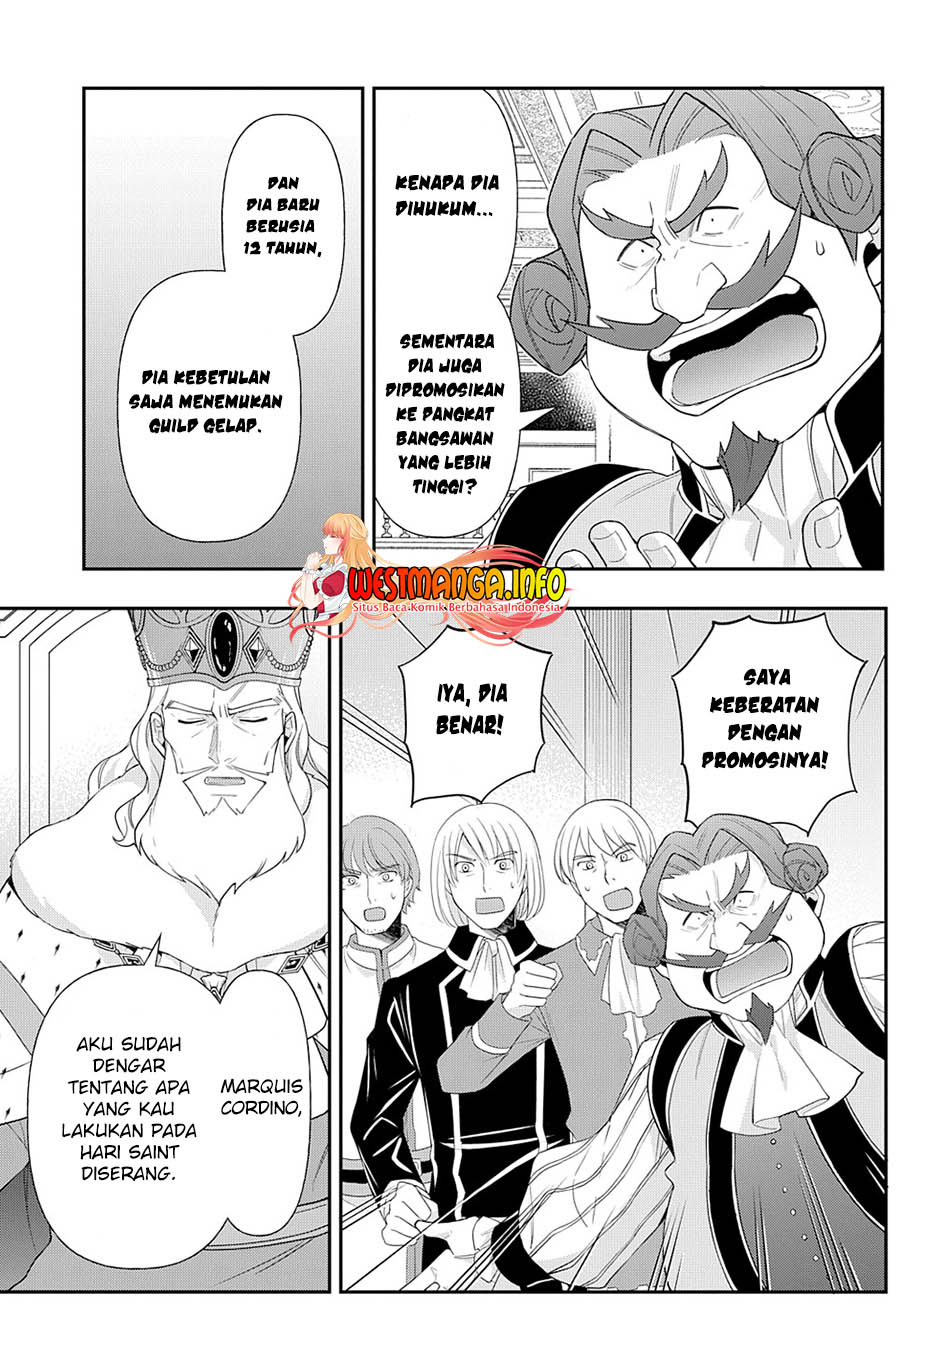 KENAPA DIA
DIHUKUM...
SEMENTARA
DIA JUGA
DIPROMOSIKAN
KE PANGKAT
BANGSAWAN
YANG LEBIH
TINGGI?
DAN
DIA BARU
BERUSIA
12 TAHUN,
DIA KEBETULAN
SAJA MENEMUKAN
GUILD GELAP.
WESTMANGA.INFO
Situs Baca Komik Berbahasa Indonesia
SAYA
KEBERATAN
DENGAN
PROMOSINYA!
IYA, DIA
BENAR!
MARQUIS
CORDINO,
AKU SUDAH
DENGAR
TENTANG APA
YANG KAU
LAKUKAN PADA
HARI SAINT
DISERANG.